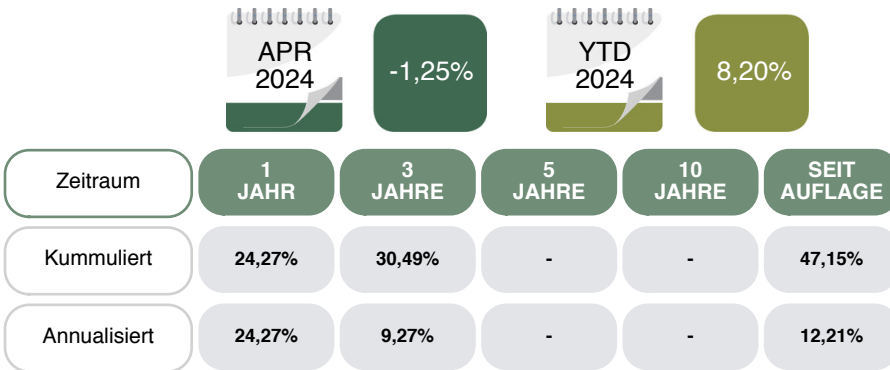 APR
2024
-1,25%
YTD
2024
8,20%
Zeitraum
1
JAHR
3
JAHRE
5
JAHRE
10
JAHRE
SEIT
AUFLAGE
Kummuliert
24,27%
30,49%
-
-
47,15%
Annualisiert
24,27%
9,27%
-
-
12,21%